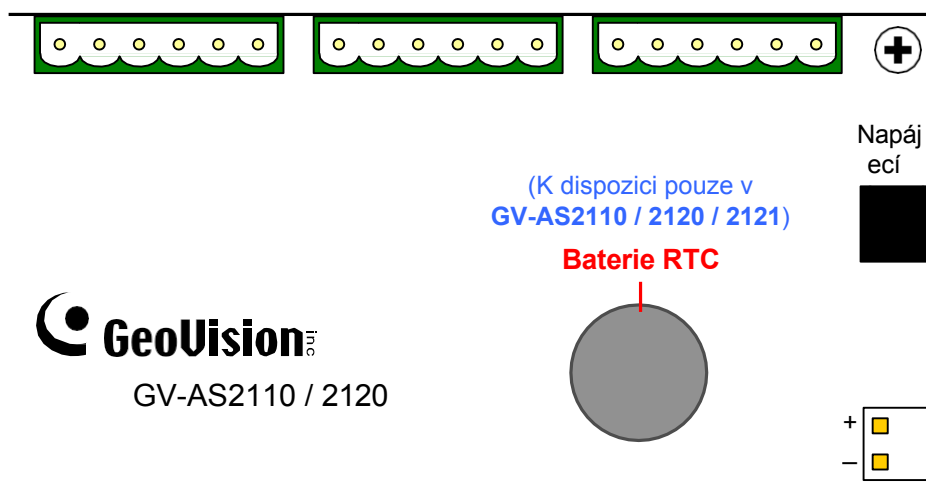 Napáj
ecí
(K dispozici pouze v
GV-AS2110 / 2120 / 2121)
Baterie RTC
GeoVision inc
GV-AS2110 / 2120
+
–